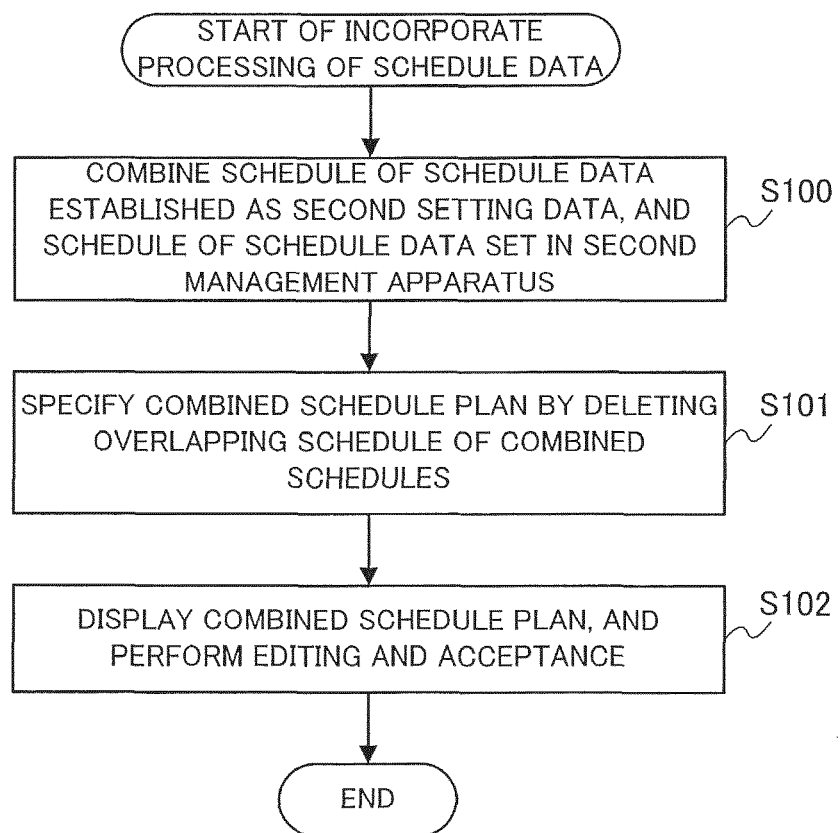 START OF INCORPORATE
PROCESSING OF SCHEDULE DATA
COMBINE SCHEDULE OF SCHEDULE DATA
ESTABLISHED AS SECOND SETTING DATA, AND
SCHEDULE OF SCHEDULE DATA SET IN SECOND
MANAGEMENT APPARATUS
S100
SPECIFY COMBINED SCHEDULE PLAN BY DELETING
OVERLAPPING SCHEDULE OF COMBINED
SCHEDULES
S101
DISPLAY COMBINED SCHEDULE PLAN, AND
PERFORM EDITING AND ACCEPTANCE
S102
END